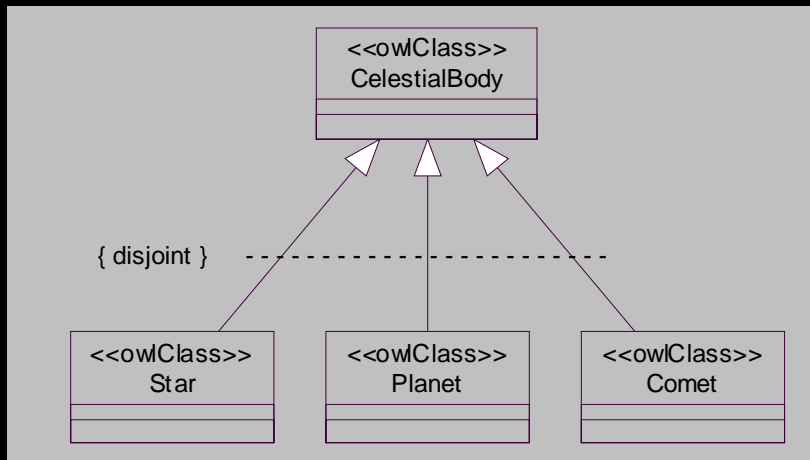 <<owlClass>>
CelestialBody
{ disjoint }
<<owlClass>>
Star
<<owlClass>>
Planet
<<owlClass>>
Comet